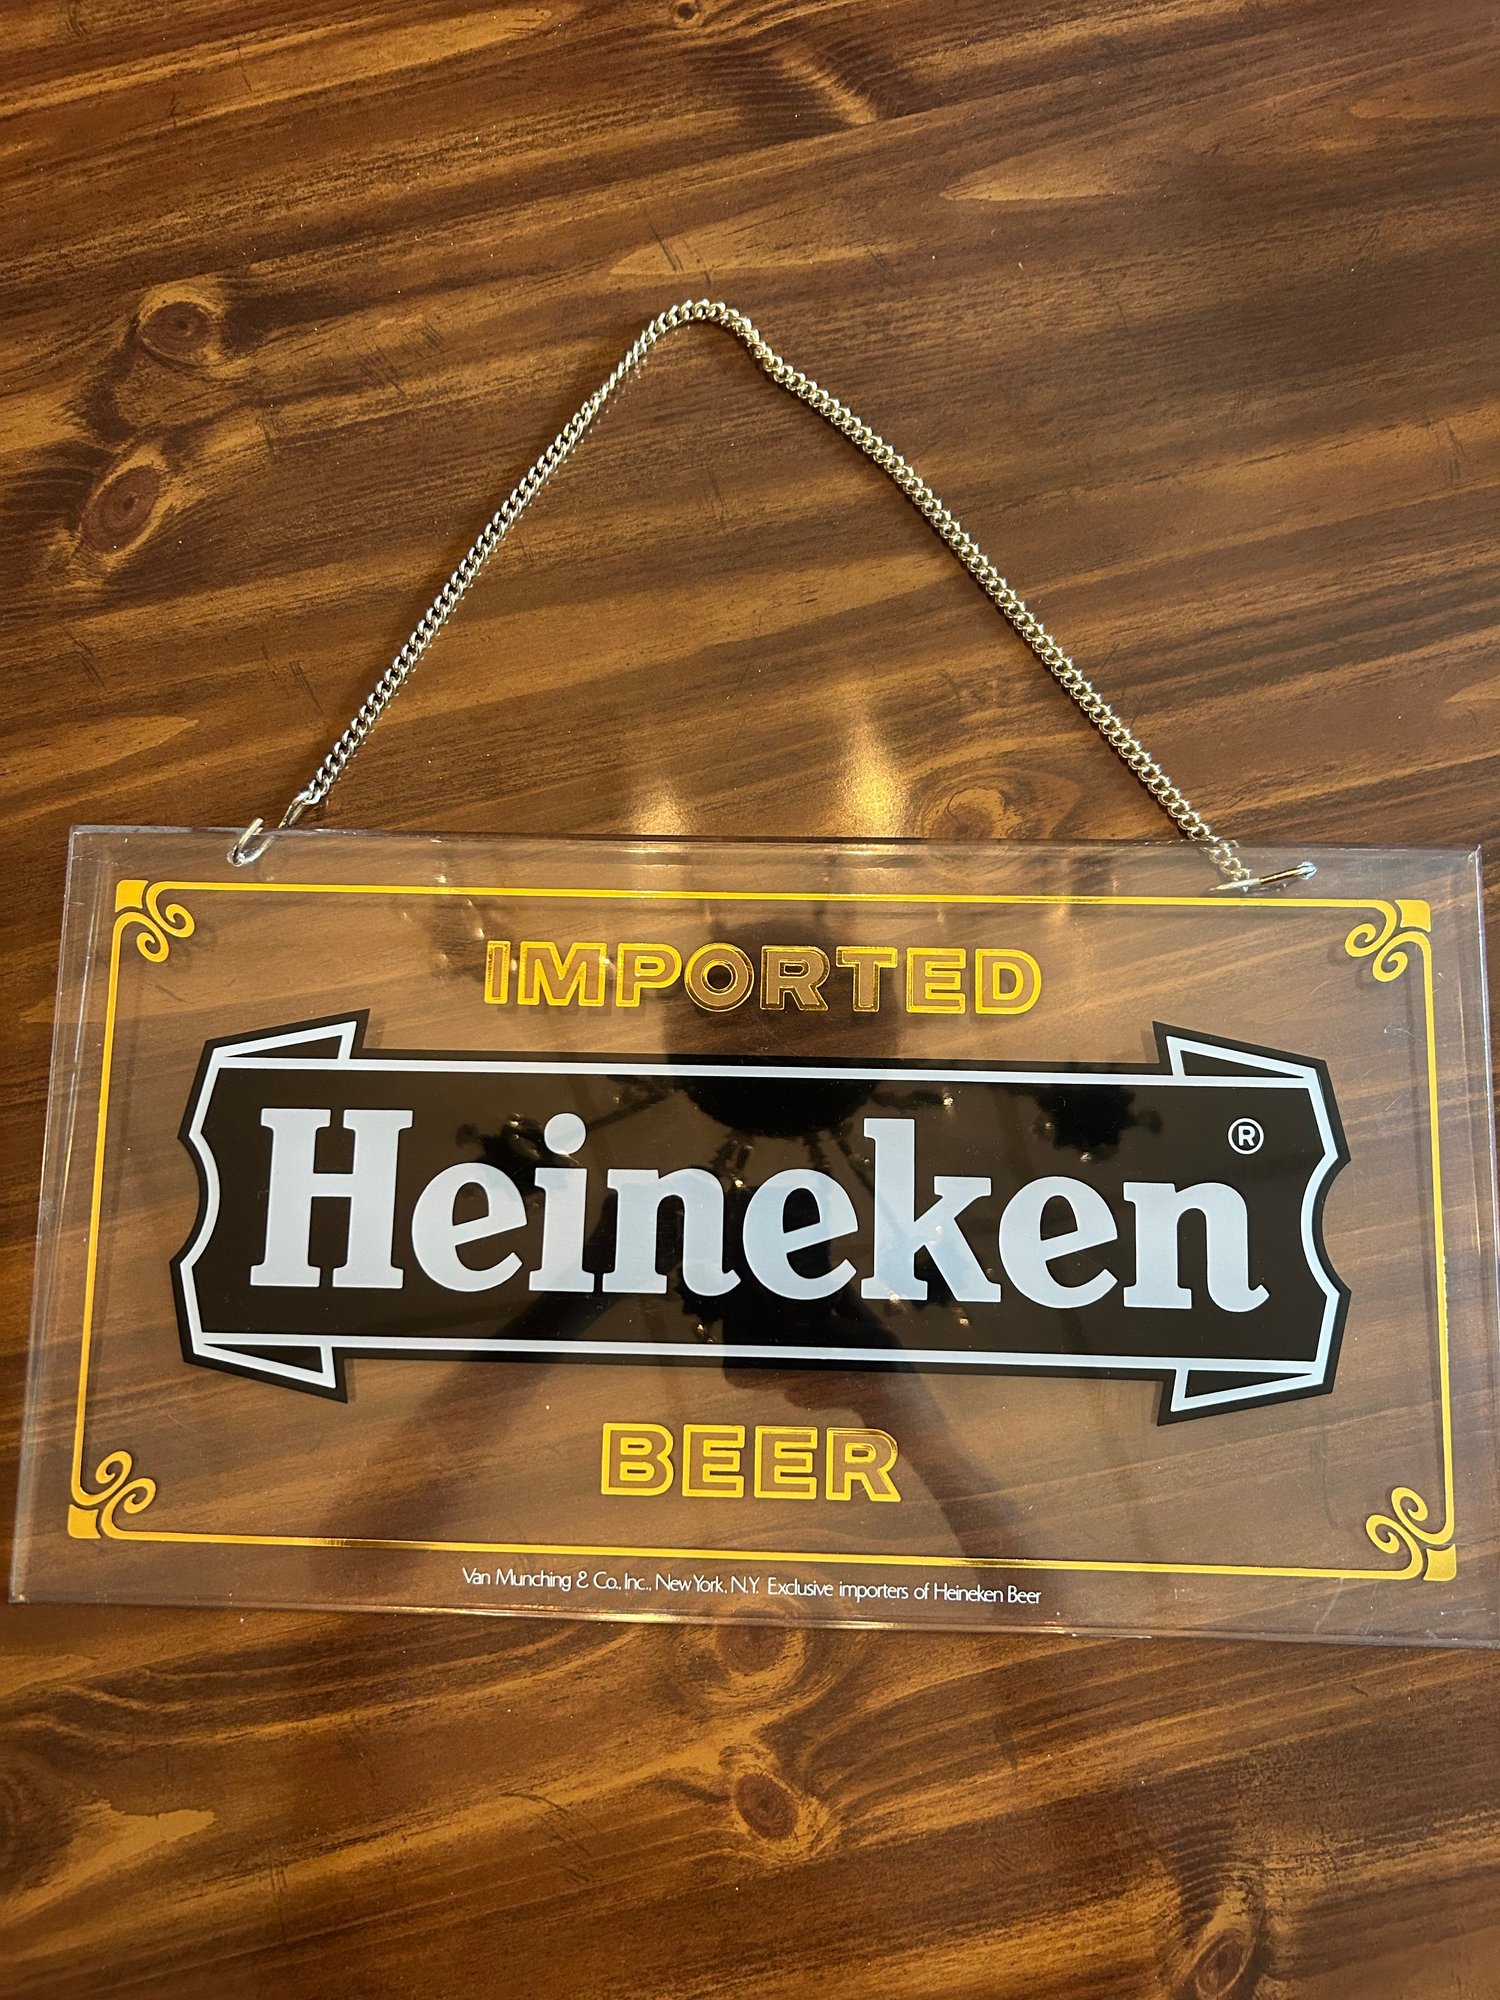 IMPORTED
Heineken®
BEER
Van Munching & Co., Inc., New York, N.Y. Exclusive importers of Heineken Beer